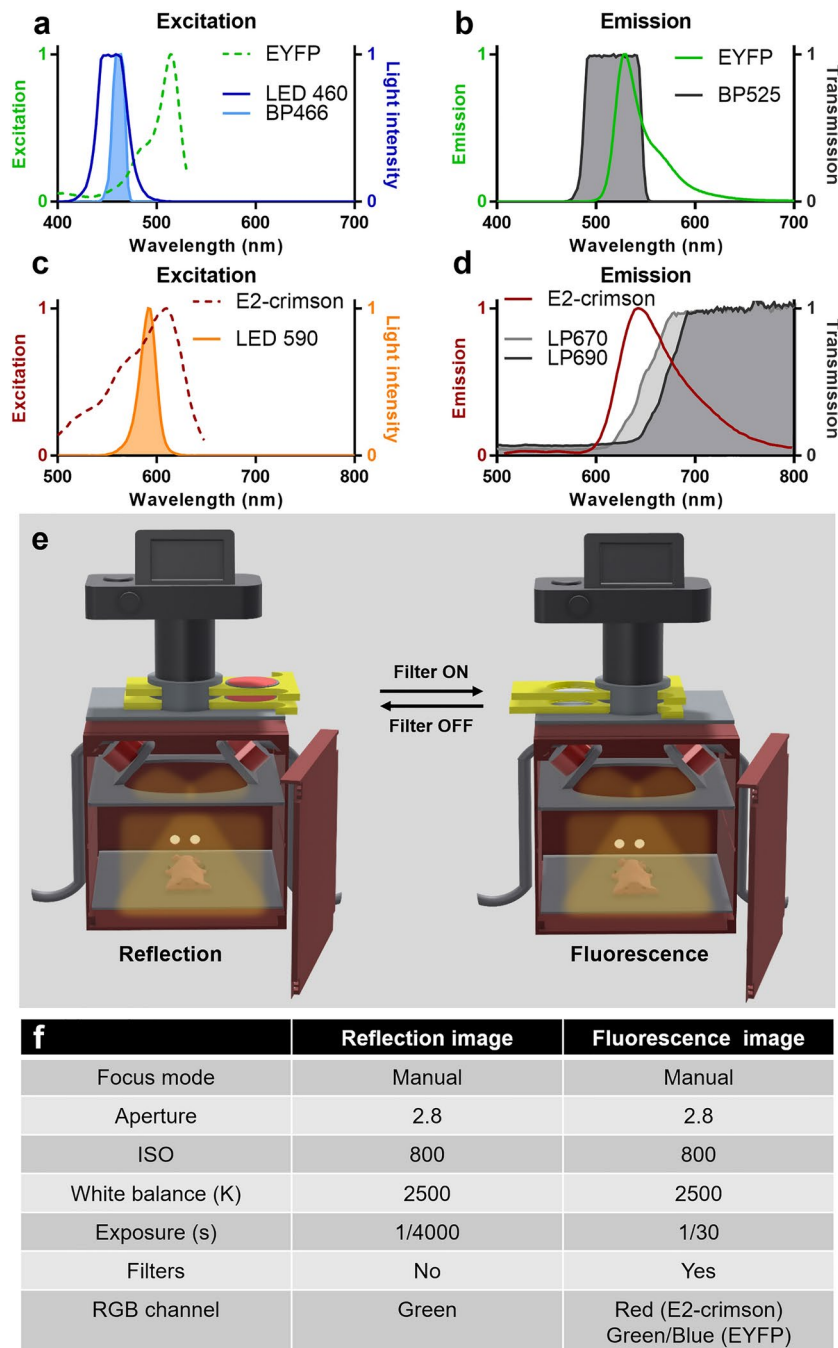 a
Excitation
1
1
EYFP
LED 460
BP466
Excitation
Light intensity
0
0
400
500
600
700
Wavelength (nm)
b
Emission
1
1
EYFP
BP525
Emission
Transmission
0
0
400
500
600
700
Wavelength (nm)
c
Excitation
1
1
E2-crimson
LED 590
Excitation
Light intensity
0
0
500
600
700
800
Wavelength (nm)
d
Emission
1
1
E2-crimson
LP670
LP690
Emission
Transmission
0
0
500
600
700
800
Wavelength (nm)
e
Filter ON
Filter OFF
Reflection
Fluorescence
f Reflection image Fluorescence image
Focus mode Manual Manual
Aperture 2.8 2.8
ISO 800 800
White balance (K) 2500 2500
Exposure (s) 1/4000 1/30
Filters No Yes
RGB channel Green Red (E2-crimson)
Green/Blue (EYFP)